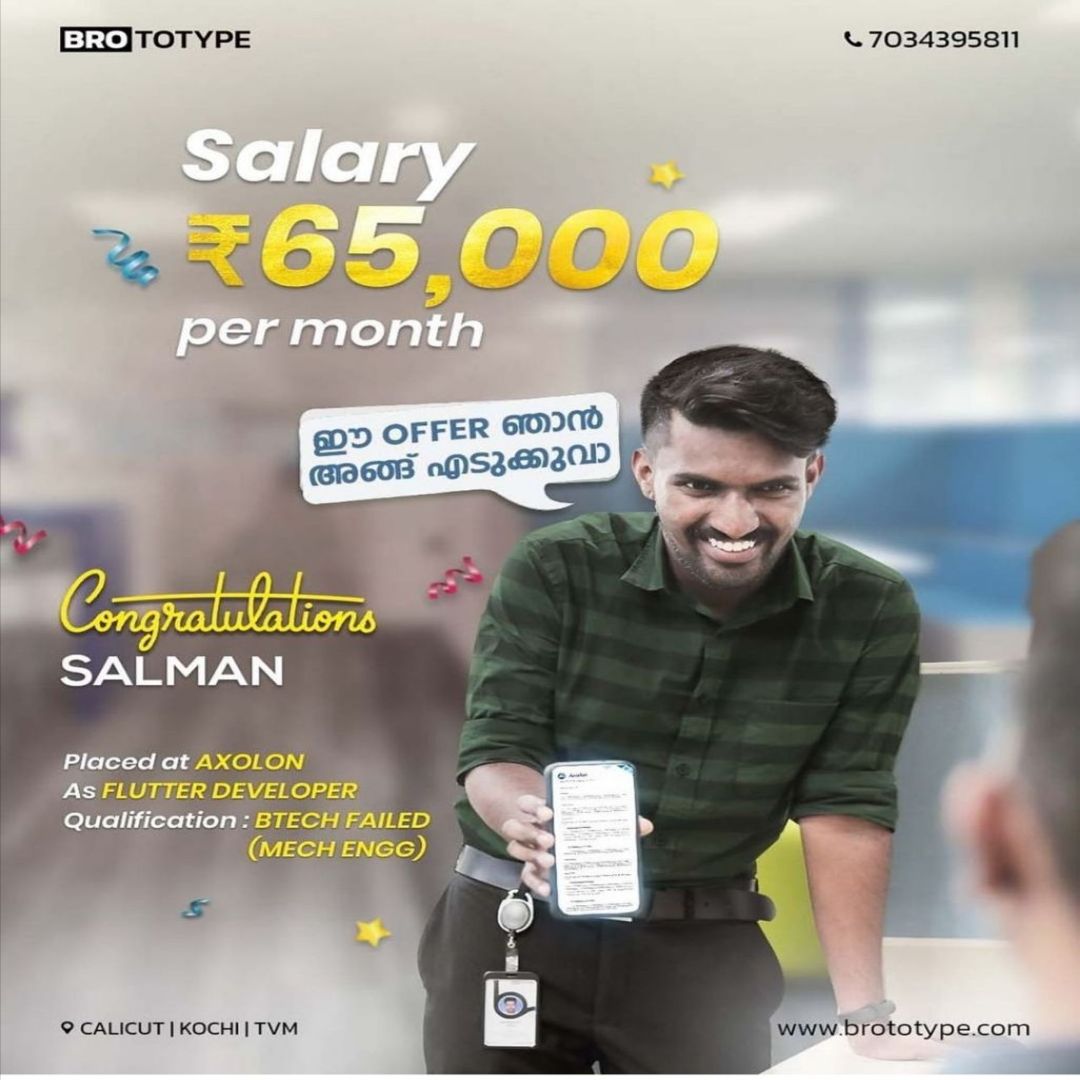 BROTOTYPE
7034395811
Salary
₹65,000
per month
ഈ OFFER ഞാൻ
അങ്ങ് എടുക്കുവാ
Congratulations
SALMAN
Placed at AXOLON
As FLUTTER DEVELOPER
Qualification : BTECH FAILED
(MECH ENGG)
CALICUT | KOCHI | TVM
www.brototype.com